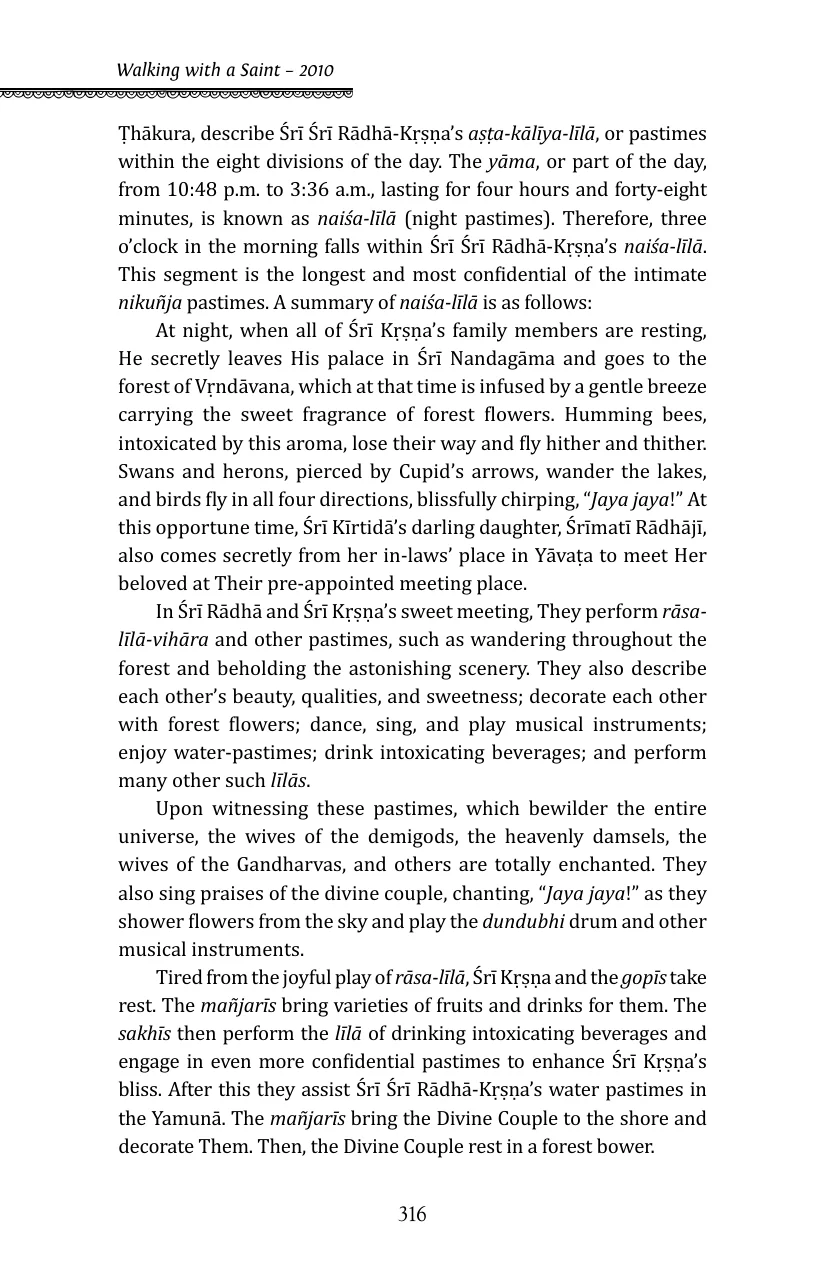 Walking with a Saint – 2010
Ṭhākura, describe Śrī Śrī Rādhā-Kṛṣṇa’s aṣṭa-kālīya-līlā, or pastimes
within the eight divisions of the day. The yāma, or part of the day,
from 10:48 p.m. to 3:36 a.m., lasting for four hours and forty-eight
minutes, is known as naiśa-līlā (night pastimes). Therefore, three
o’clock in the morning falls within Śrī Śrī Rādhā-Kṛṣṇa’s naiśa-līlā.
This segment is the longest and most confidential of the intimate
nikuñja pastimes. A summary of naiśa-līlā is as follows:
At night, when all of Śrī Kṛṣṇa’s family members are resting,
He secretly leaves His palace in Śrī Nandagāma and goes to the
forest of Vṛndāvana, which at that time is infused by a gentle breeze
carrying the sweet fragrance of forest flowers. Humming bees,
intoxicated by this aroma, lose their way and fly hither and thither.
Swans and herons, pierced by Cupid’s arrows, wander the lakes,
and birds fly in all four directions, blissfully chirping, “Jaya jaya!” At
this opportune time, Śrī Kīrtidā’s darling daughter, Śrīmatī Rādhājī,
also comes secretly from her in-laws’ place in Yāvaṭa to meet Her
beloved at Their pre-appointed meeting place.
In Śrī Rādhā and Śrī Kṛṣṇa’s sweet meeting, They perform rāsa-
līlā-vihāra and other pastimes, such as wandering throughout the
forest and beholding the astonishing scenery. They also describe
each other’s beauty, qualities, and sweetness; decorate each other
with forest flowers; dance, sing, and play musical instruments;
enjoy water-pastimes; drink intoxicating beverages; and perform
many other such līlās.
Upon witnessing these pastimes, which bewilder the entire
universe, the wives of the demigods, the heavenly damsels, the
wives of the Gandharvas, and others are totally enchanted. They
also sing praises of the divine couple, chanting, “Jaya jaya!” as they
shower flowers from the sky and play the dundubhi drum and other
musical instruments.
Tired from the joyful play of rāsa-līlā, Śrī Kṛṣṇa and the gopīs take
rest. The mañjarīs bring varieties of fruits and drinks for them. The
sakhīs then perform the līlā of drinking intoxicating beverages and
engage in even more confidential pastimes to enhance Śrī Kṛṣṇa’s
bliss. After this they assist Śrī Śrī Rādhā-Kṛṣṇa’s water pastimes in
the Yamunā. The mañjarīs bring the Divine Couple to the shore and
decorate Them. Then, the Divine Couple rest in a forest bower.
316